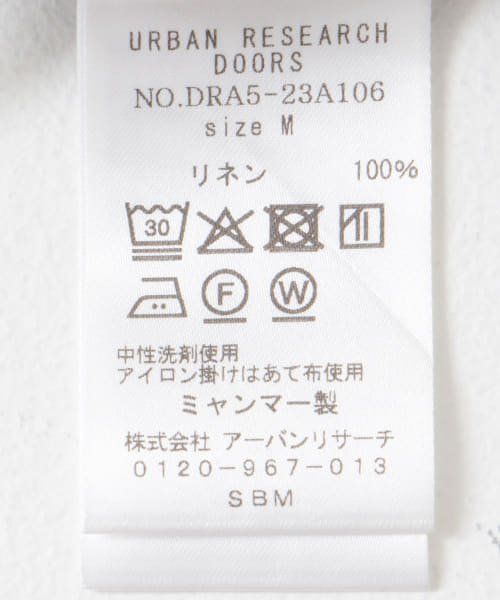 URBAN RESEARCH
DOORS
NO.DRA5-23A106
size M
リネン 100%
30
F W
中性洗剤使用
アイロン掛けはあて布使用
ミャンマー製
株式会社 アーバンリサーチ
0120-967-013
SBM